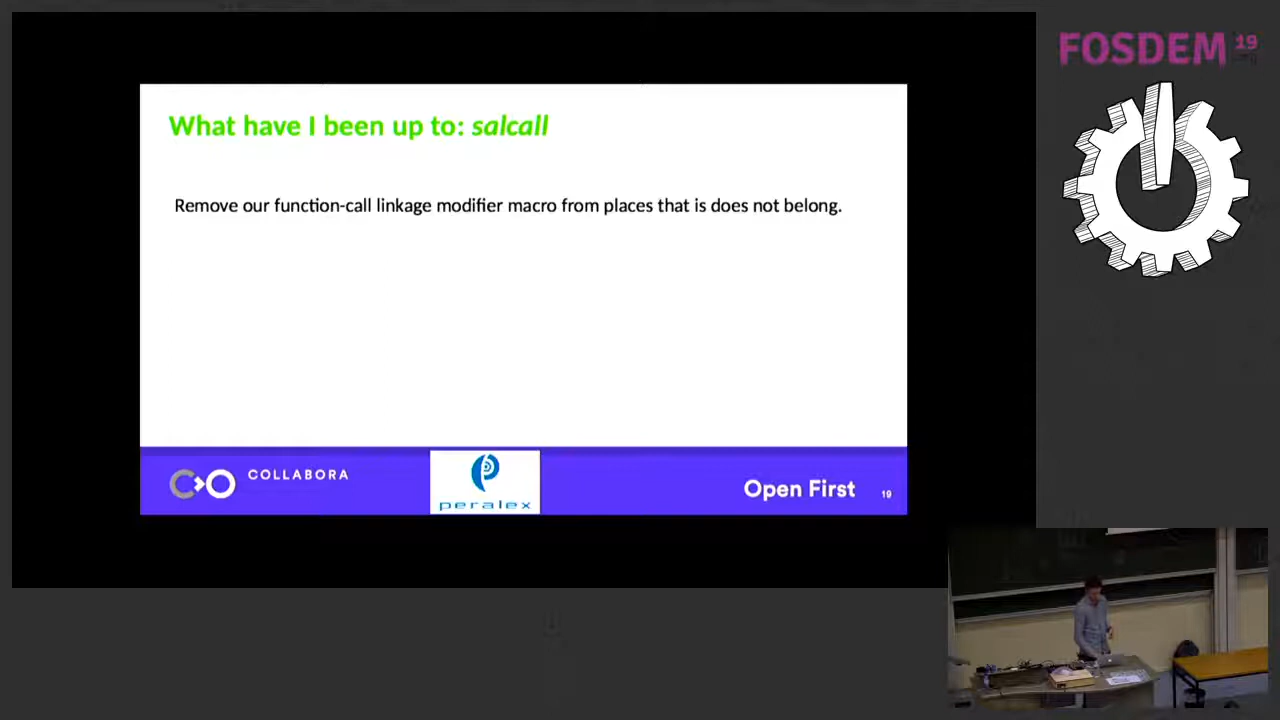 FOSDEM 19
What have I been up to: salcall
Remove our function-call linkage modifier macro from places that is does not belong.
COLLABORA
peralex
Open First
19